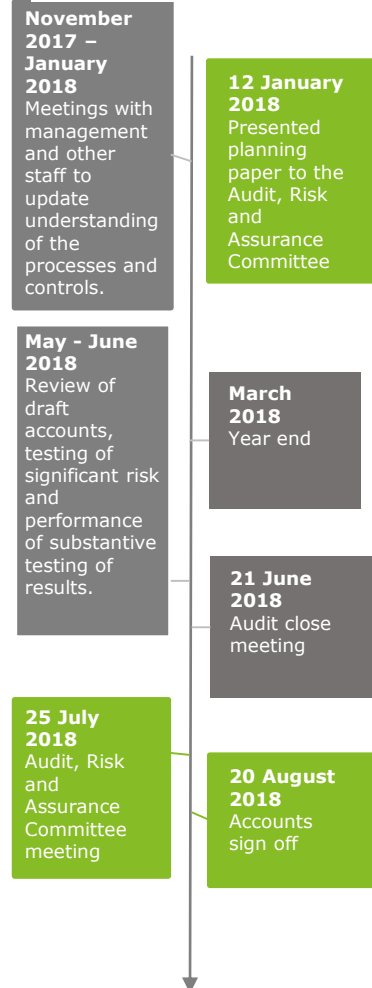 November
2017 –
January
2018
Meetings with
management
and other
staff to
update
understanding
of the
processes and
controls.
12 January
2018
Presented
planning
paper to the
Audit, Risk
and
Assurance
Committee
May - June
2018
Review of
draft
accounts,
testing of
significant risk
and
performance
of substantive
testing of
results.
March
2018
Year end
21 June
2018
Audit close
meeting
25 July
2018
Audit, Risk
and
Assurance
Committee
meeting
20 August
2018
Accounts
sign off